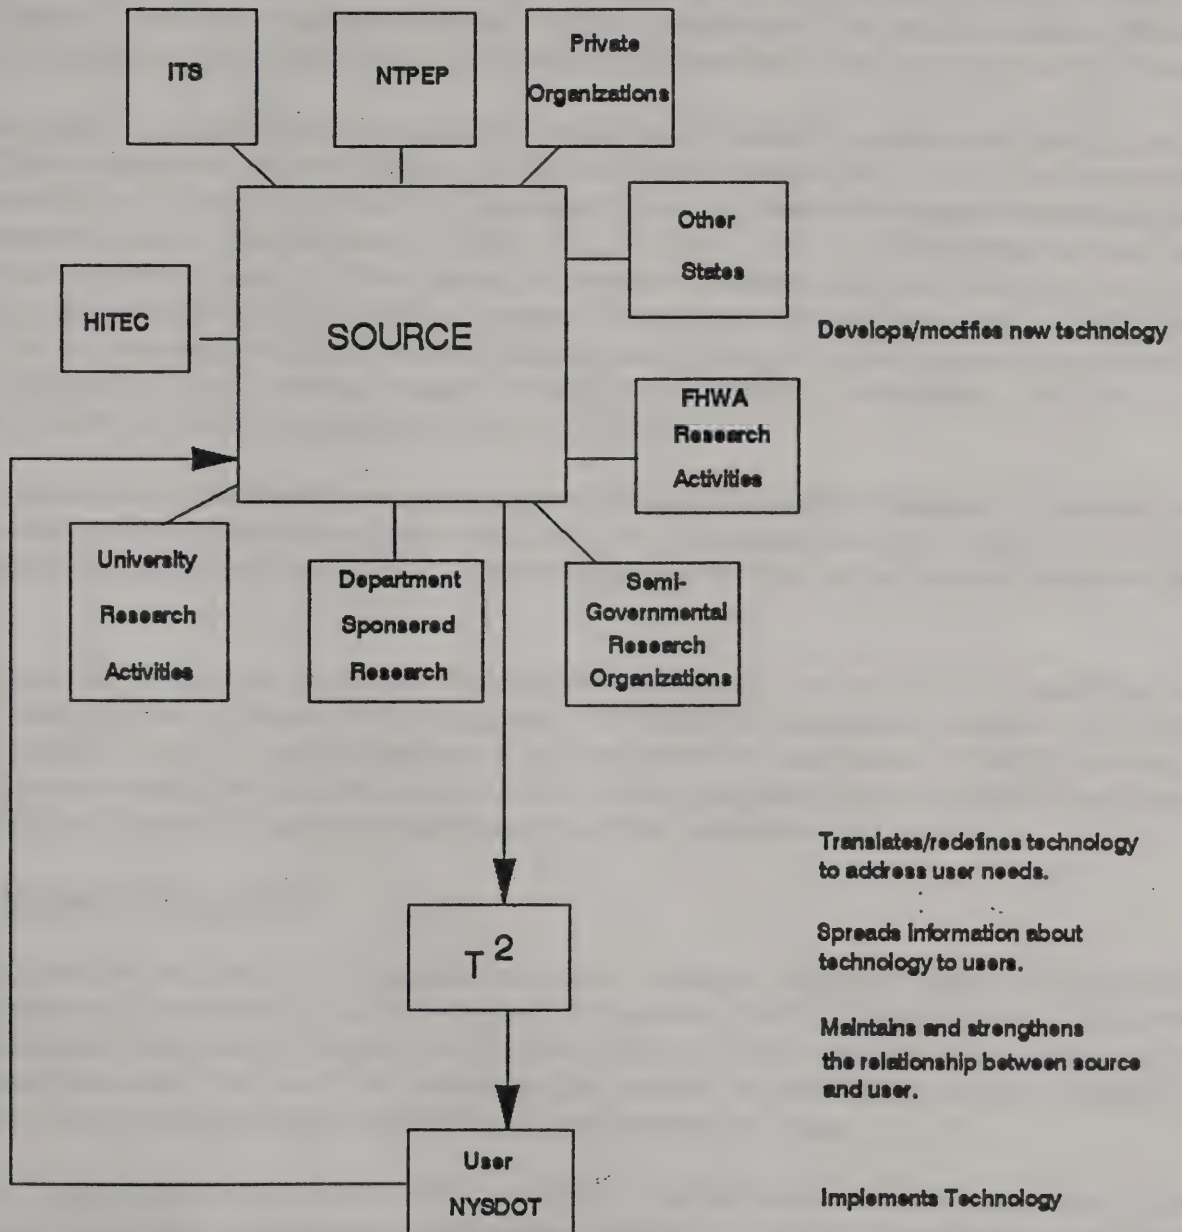 ITS
NTPEP
Private
Organizations
Other
States
HITEC
SOURCE
Develops/modifies new technology
FHWA
Research
Activities
University
Research
Activities
Department
Sponsered
Research
Semi-
Governmental
Research
Organizations
Translates/redefines technology
to address user needs.
T 2
Spreads information about
technology to users.
Maintains and strengthens
the relationship between source
and user.
User
NYSDOT
Implements Technology